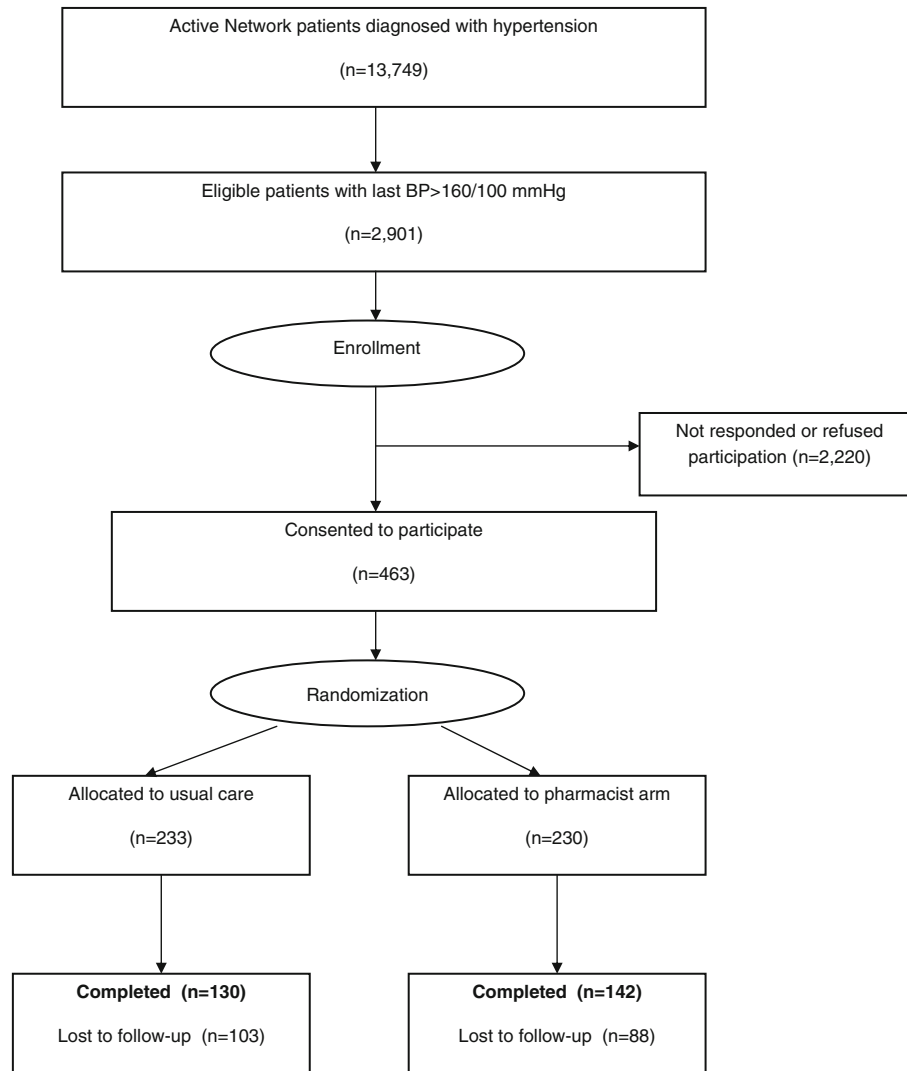 Active Network patients diagnosed with hypertension
(n=13,749)
Eligible patients with last BP>160/100 mmHg
(n=2,901)
Enrollment
Not responded or refused
participation (n=2,220)
Consented to participate
(n=463)
Randomization
Allocated to usual care
(n=233)
Allocated to pharmacist arm
(n=230)
Completed (n=130)
Lost to follow-up (n=103)
Completed (n=142)
Lost to follow-up (n=88)